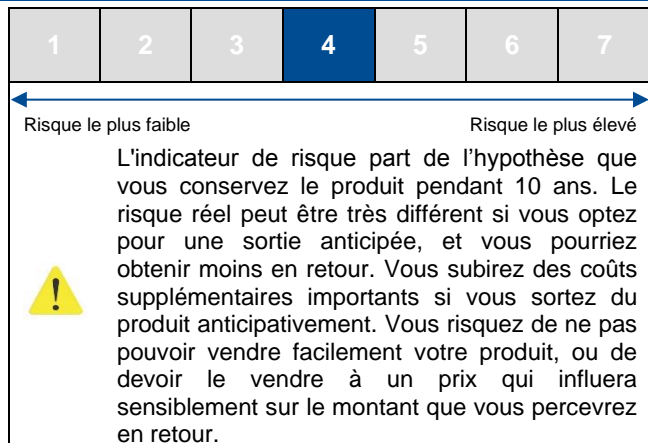 1 2 3 4 5 6 7
Risque le plus faible Risque le plus élevé
L'indicateur de risque part de l’hypothèse que
vous conservez le produit pendant 10 ans. Le
risque réel peut être très différent si vous optez
pour une sortie anticipée, et vous pourriez
obtenir moins en retour. Vous subirez des coûts
supplémentaires importants si vous sortez du
produit anticipativement. Vous risquez de ne pas
pouvoir vendre facilement votre produit, ou de
devoir le vendre à un prix qui influera
sensiblement sur le montant que vous percevrez
en retour.